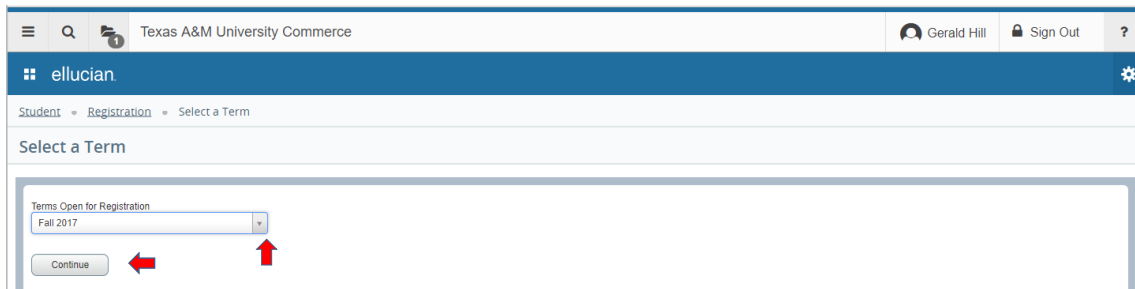 1 Texas A&M University Commerce Gerald Hill Sign Out ?
ellucian.
Student Registration Select a Term
Select a Term
Terms Open for Registration
Fall 2017
Continue